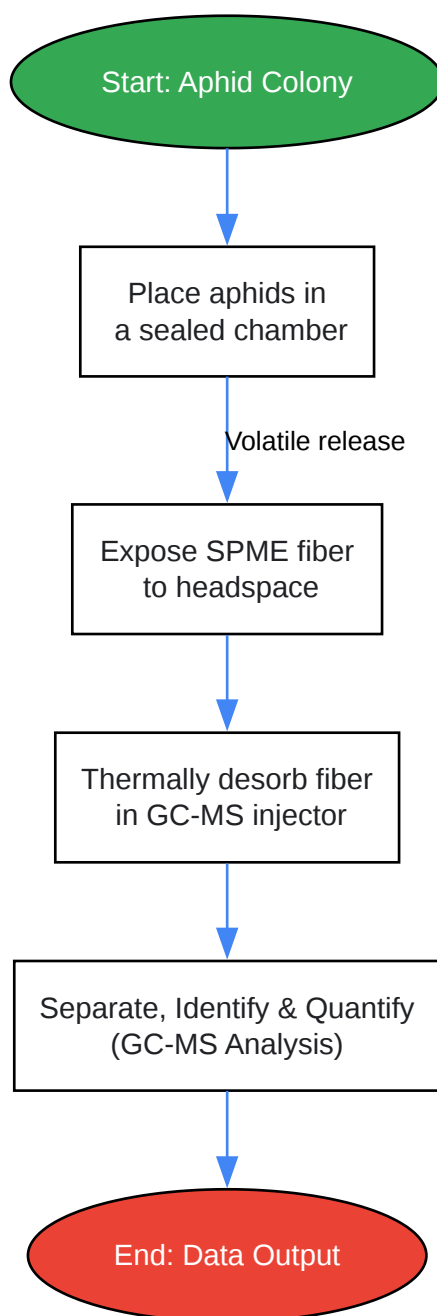 Start: Aphid Colony
Place aphids in
a sealed chamber
Volatile release
Expose SPME fiber
to headspace
Thermally desorb fiber
in GC-MS injector
Separate, Identify & Quantify
(GC-MS Analysis)
End: Data Output